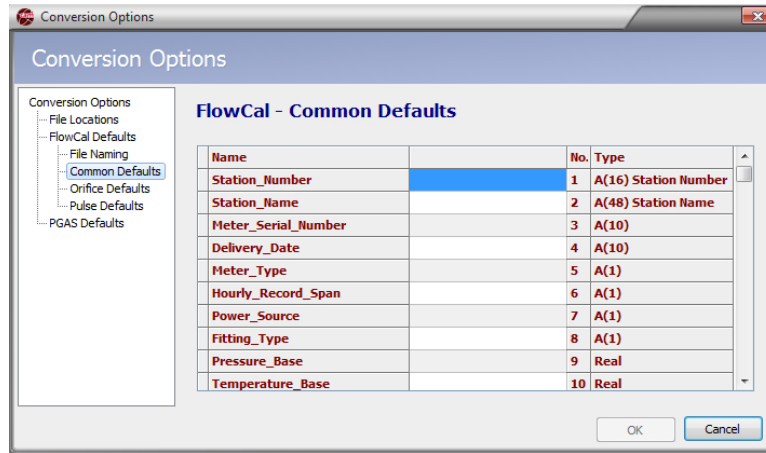 Conversion Options
Conversion Options
Conversion Options
File Locations
FlowCal Defaults
File Naming
Common Defaults
Orifice Defaults
Pulse Defaults
PGAS Defaults
FlowCal - Common Defaults
Name No. Type
Station_Number 1 A(16) Station Number
Station_Name 2 A(48) Station Name
Meter_Serial_Number 3 A(10)
Delivery_Date 4 A(10)
Meter_Type 5 A(1)
Hourly_Record_Span 6 A(1)
Power_Source 7 A(1)
Fitting_Type 8 A(1)
Pressure_Base 9 Real
Temperature_Base 10 Real
OK Cancel